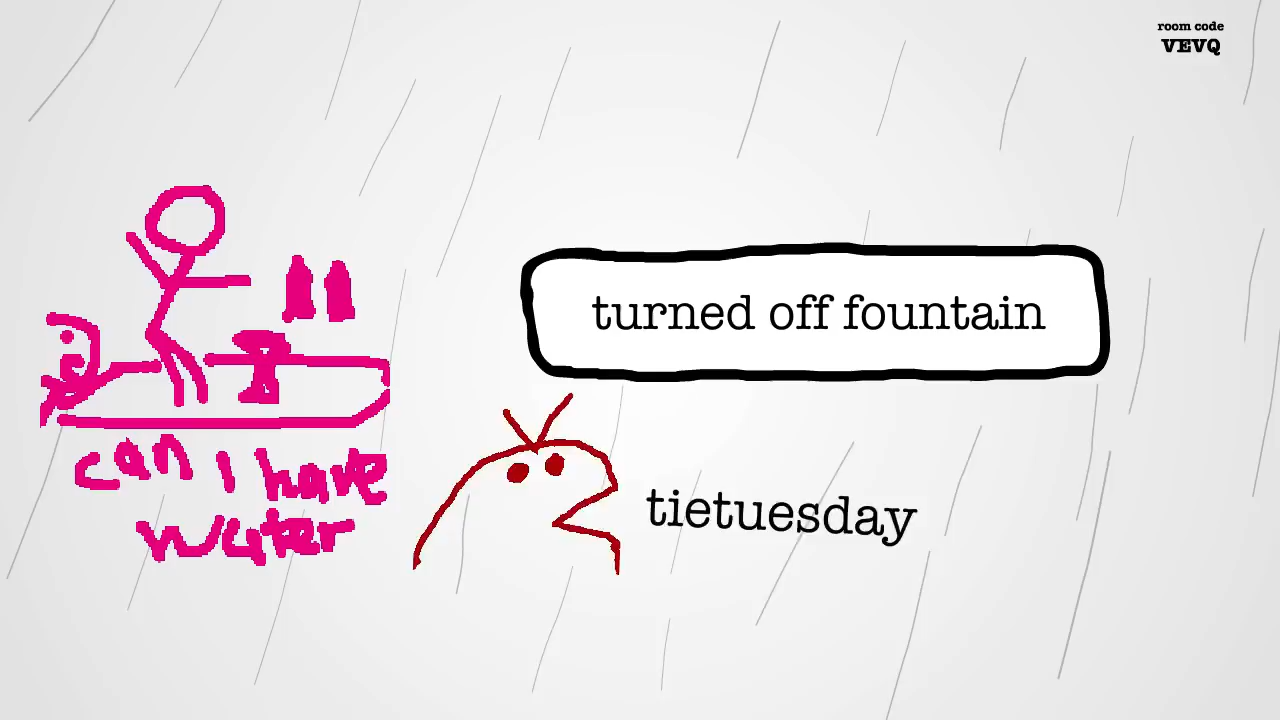 room code
VEVQ
turned off fountain
can I have
water
tietuesday